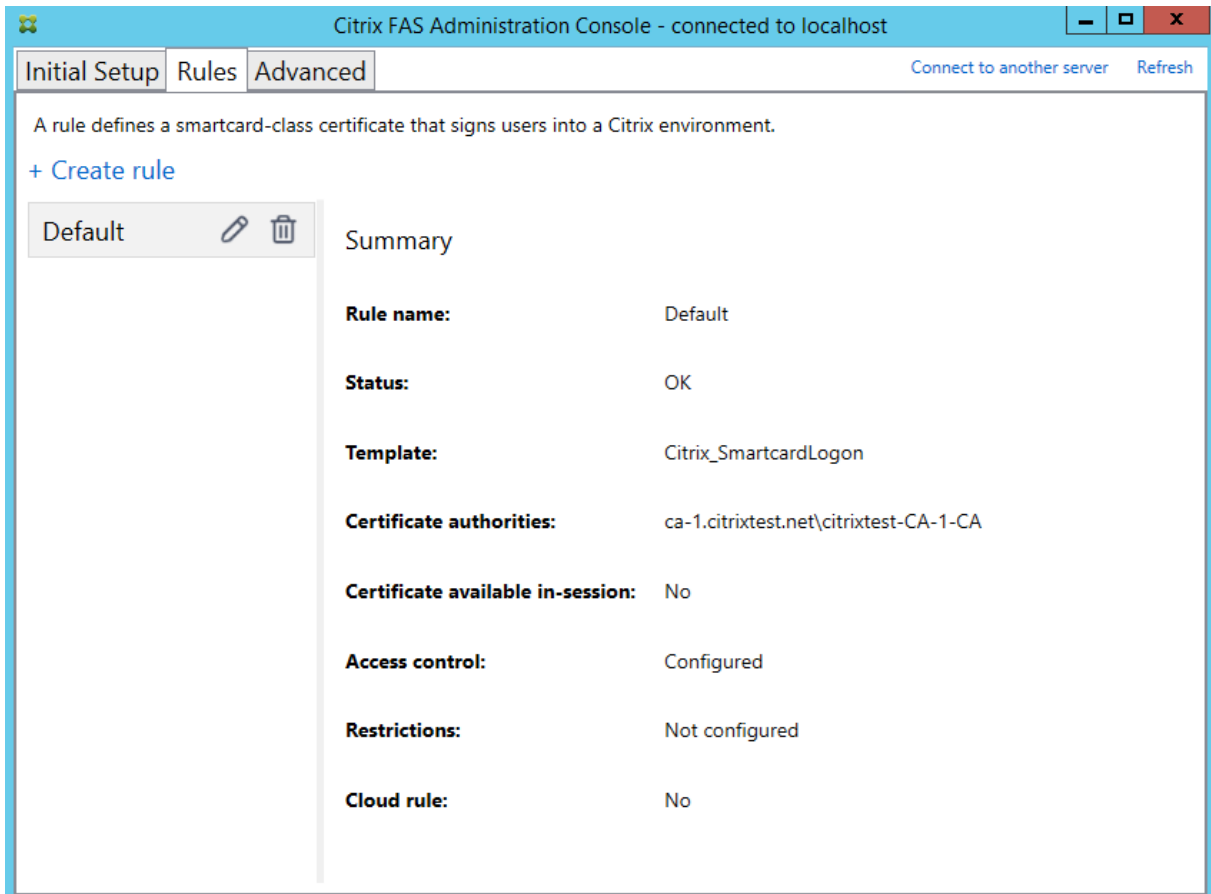 Citrix FAS Administration Console - connected to localhost
Initial Setup Rules Advanced Connect to another server Refresh
A rule defines a smartcard-class certificate that signs users into a Citrix environment.
+ Create rule
Default
Summary
Rule name: Default
Status: OK
Template: Citrix_SmartcardLogon
Certificate authorities: ca-1.citrixtest.net\citrixtest-CA-1-CA
Certificate available in-session: No
Access control: Configured
Restrictions: Not configured
Cloud rule: No